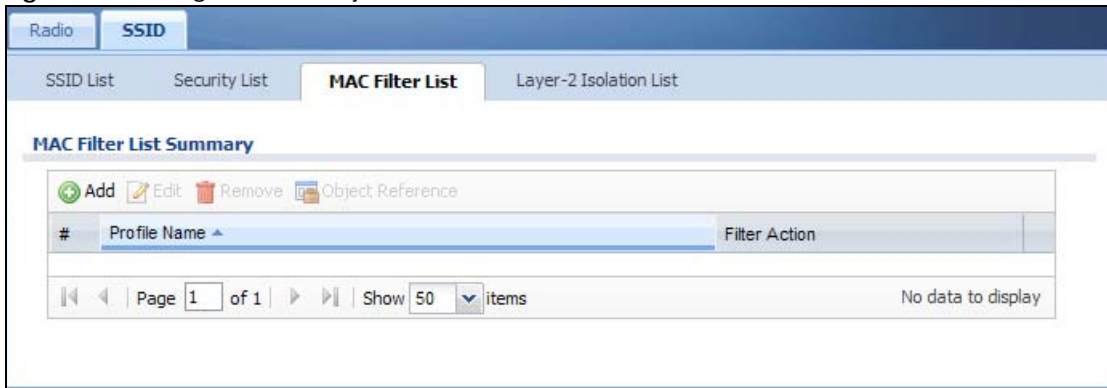 Radio SSID
SSID List Security List MAC Filter List Layer-2 Isolation List
MAC Filter List Summary
Add Edit Remove Object Reference
# Profile Name Filter Action
Page 1 of 1 Show 50 items No data to display